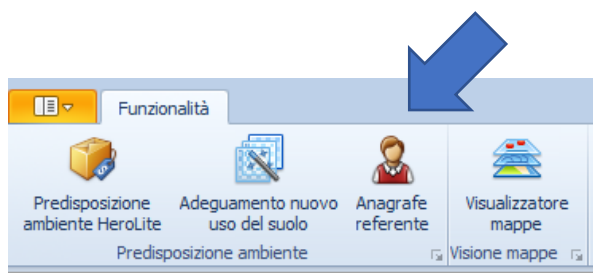 Funzionalità
Predisposizione
ambiente HeroLite
Adeguamento nuovo
uso del suolo
Anagrafe
referente
Visualizzatore
mappe
Predisposizione ambiente
Visione mappe